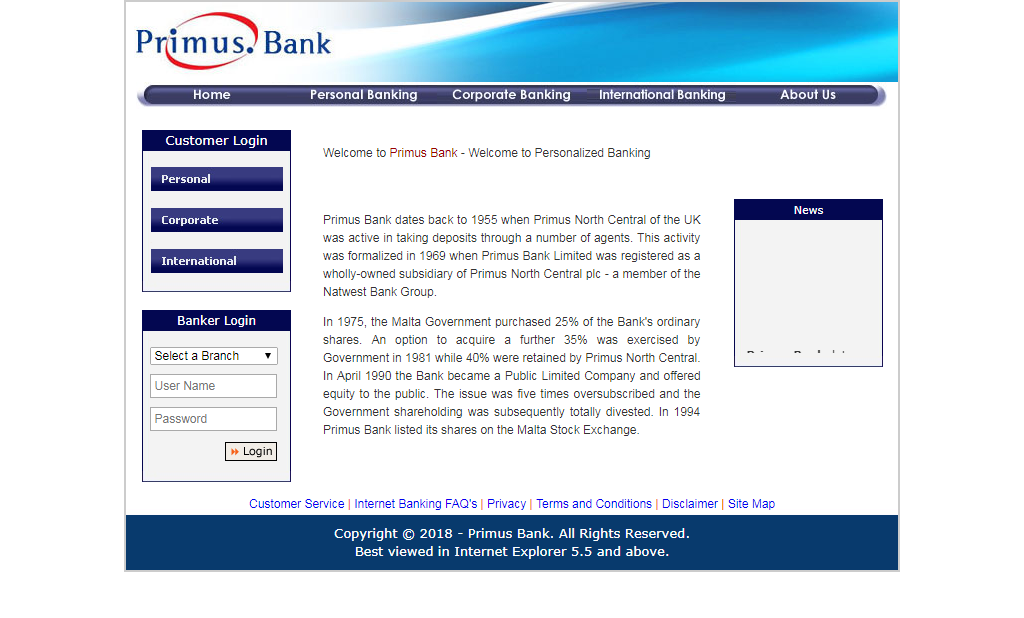 Primus. Bank
Home Personal Banking Corporate Banking International Banking About Us
Customer Login
Personal
Corporate
International
Banker Login
Select a Branch
User Name
Password
Login
Welcome to Primus Bank - Welcome to Personalized Banking
Primus Bank dates back to 1955 when Primus North Central of the UK
was active in taking deposits through a number of agents. This activity
was formalized in 1969 when Primus Bank Limited was registered as a
wholly-owned subsidiary of Primus North Central plc - a member of the
Natwest Bank Group.
In 1975, the Malta Government purchased 25% of the Bank's ordinary
shares. An option to acquire a further 35% was exercised by
Government in 1981 while 40% were retained by Primus North Central.
In April 1990 the Bank became a Public Limited Company and offered
equity to the public. The issue was five times oversubscribed and the
Government shareholding was subsequently totally divested. In 1994
Primus Bank listed its shares on the Malta Stock Exchange.
News
Customer Service | Internet Banking FAQ's | Privacy | Terms and Conditions | Disclaimer | Site Map
Copyright © 2018 - Primus Bank. All Rights Reserved.
Best viewed in Internet Explorer 5.5 and above.